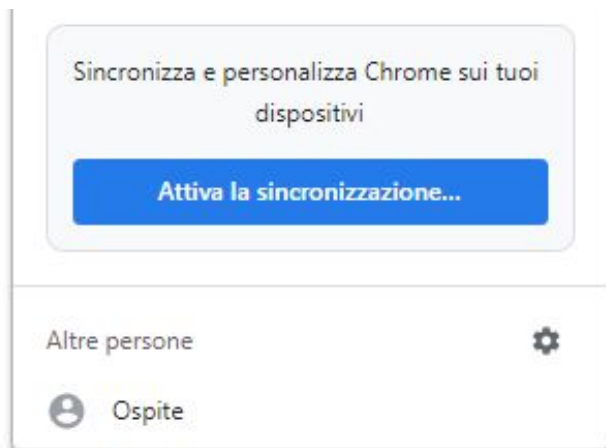 Sincronizza e personalizza Chrome sui tuoi
dispositivi
Attiva la sincronizzazione...
Altre persone
Ospite